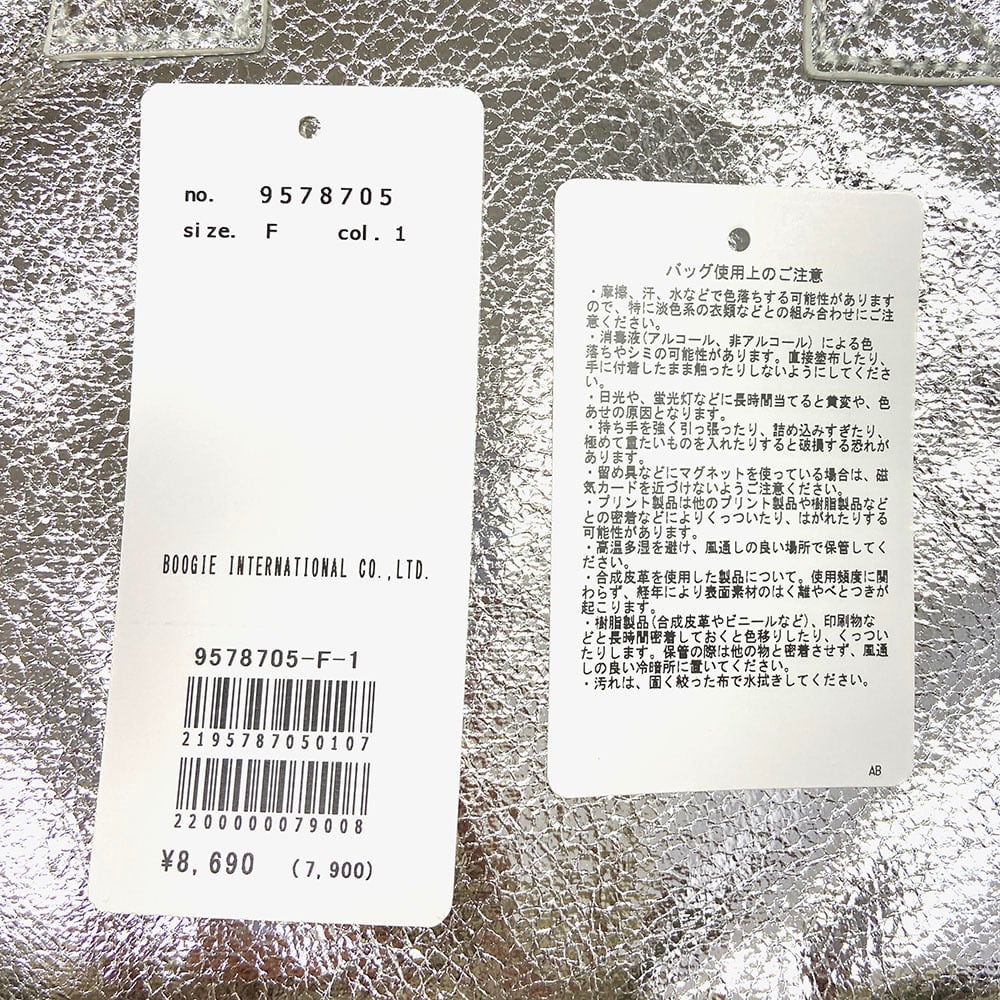 no. 9578705
size. F col. 1
BOOGIE INTERNATIONAL CO.,LTD.
9578705-F-1
2195787050107
2200000079008
¥8,690 (7,900)
バッグ使用上のご注意
・摩擦、汗、水などで色落ちする可能性があります
ので、特に淡色系の衣類などとの組み合わせにご注
意ください。
・消毒液(アルコール、非アルコール)による色
落ちやシミの可能性があります。直接塗布したり、
手に付着したまま触ったりしないようにしてくださ
い。
・日光や、蛍光灯などに長時間当てると黄変や、色
あせの原因となります。
・持ち手を強く引っ張ったり、詰め込みすぎたり、
極めて重たいものを入れたりすると破損する恐れが
あります。
・留め具などにマグネットを使っている場合は、磁
気カードを近づけないようご注意ください。
・プリント製品は他のプリント製品や樹脂製品など
との密着などによりくっついたり、はがれたりする
可能性があります。
・高温多湿を避け、風通しの良い場所で保管してく
ださい。
・合成皮革を使用した製品について。使用頻度に関
わらず、経年により表面素材のはく離やべとつきが
起こります。
・樹脂製品(合成皮革やビニールなど)、印刷物な
どと長時間密着しておくと色移りしたり、くっつい
たりします。保管の際は他の物と密着させず、風通
しの良い冷暗所に置いてください。
・汚れは、固く絞った布で水拭きしてください。
AB